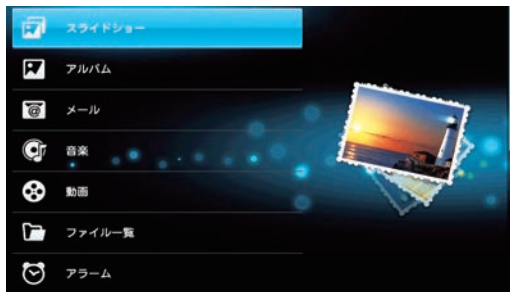 スライドショー
アルバム
メール
音楽
動画
ファイル一覧
アラーム